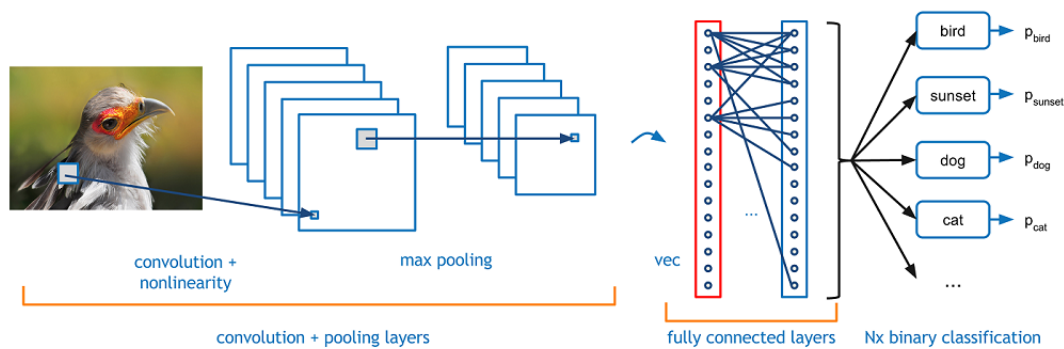 bird
p_bird
sunset
p_sunset
dog
p_dog
cat
p_cat
...
...
convolution +
nonlinearity
max pooling
vec
convolution + pooling layers
fully connected layers
Nx binary classification